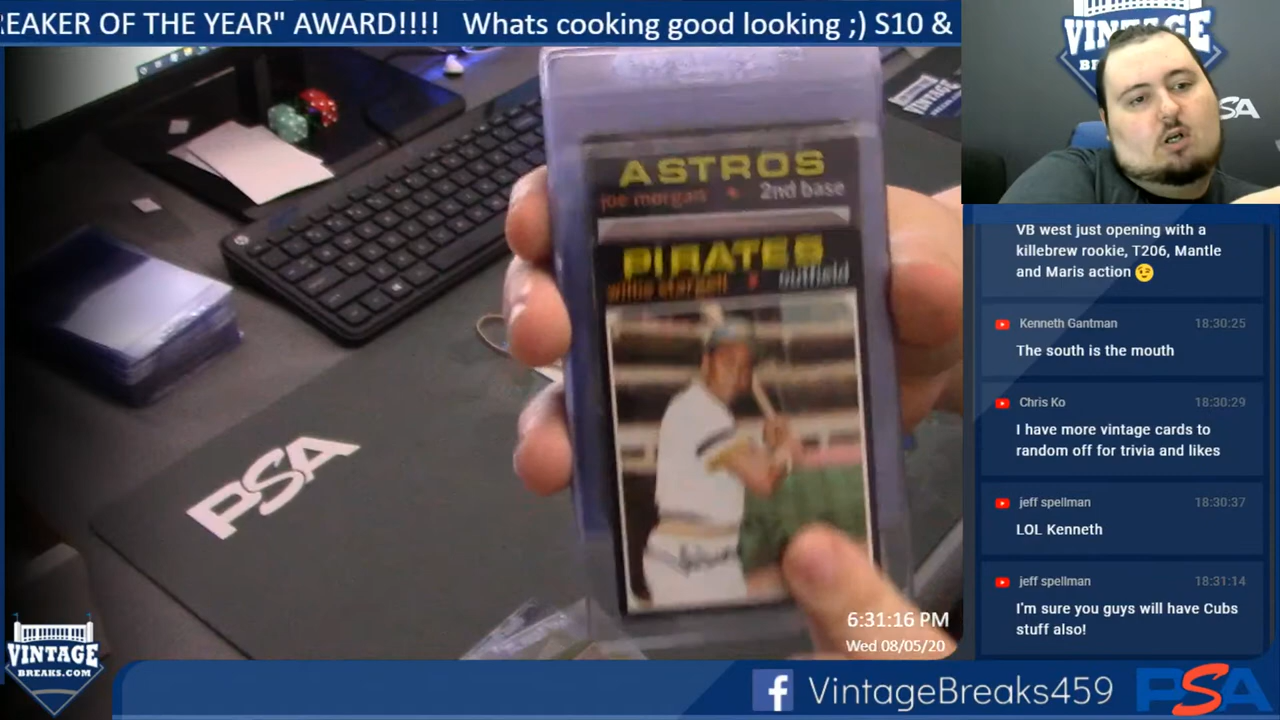 EAKER OF THE YEAR" AWARD!!!! Whats cooking good looking ;) S10 &
VINTAGE
SA
ASTROS
joe morgan • 2nd base
PIRATES
willie stargell • outfield
PSA
VB west just opening with a
killebrew rookie, T206, Mantle
and Maris action 😉
Kenneth Gantman 18:30:25
The south is the mouth
Chris Ko 18:30:29
I have more vintage cards to
random off for trivia and likes
jeff spellman 18:30:37
LOL Kenneth
jeff spellman 18:31:14
I'm sure you guys will have Cubs
stuff also!
6:31:16 PM
Wed 08/05/20
VINTAGE
BREAKS.COM
f VintageBreaks459
PSA